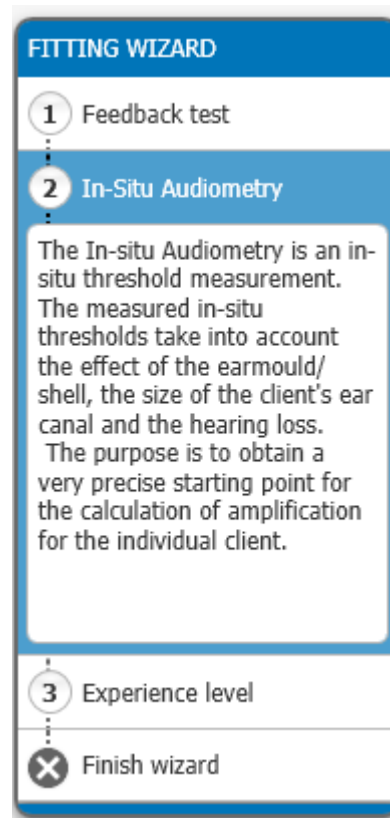 FITTING WIZARD
1 Feedback test
2 In-Situ Audiometry
The In-situ Audiometry is an in-
situ threshold measurement.
The measured in-situ
thresholds take into account
the effect of the earmould/
shell, the size of the client's ear
canal and the hearing loss.
The purpose is to obtain a
very precise starting point for
the calculation of amplification
for the individual client.
3 Experience level
Finish wizard